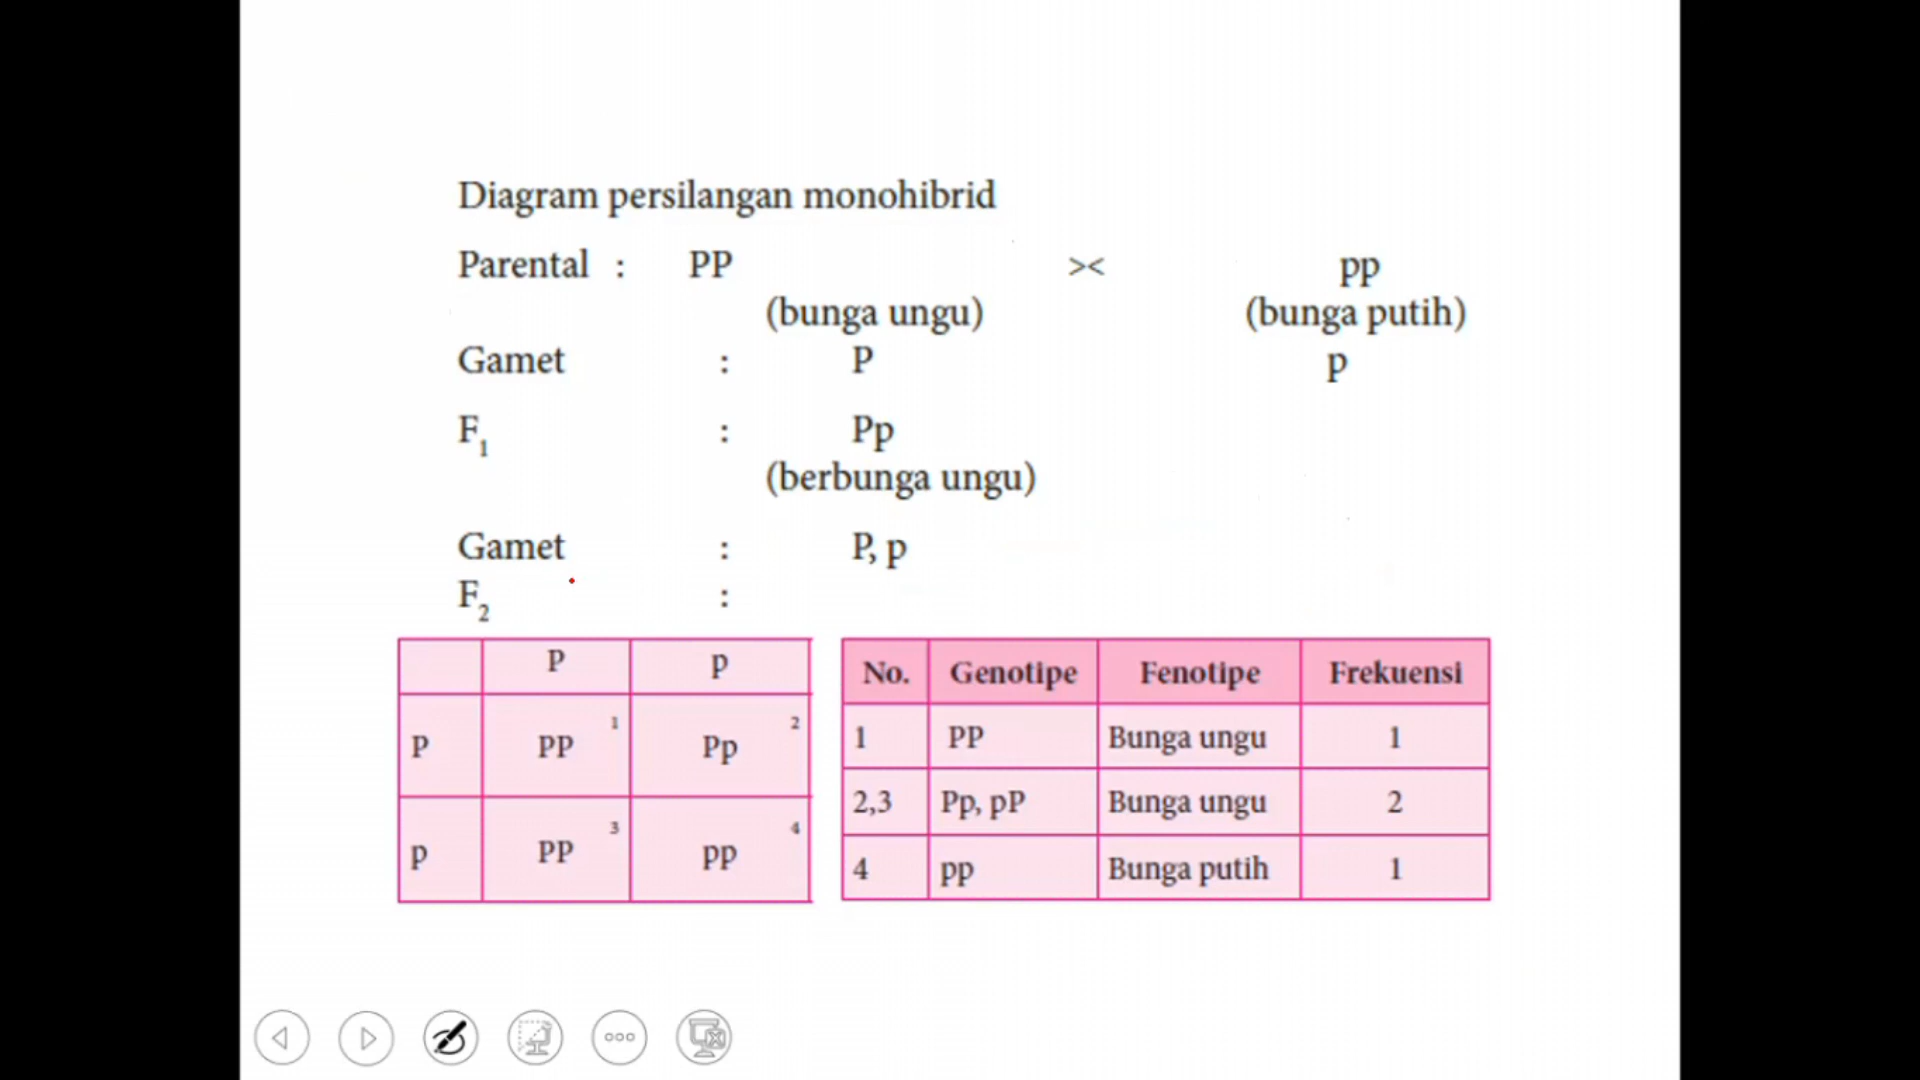 Diagram persilangan monohibrid
Parental : PP >< pp
(bunga ungu) (bunga putih)
Gamet : P p
F1 : Pp
(berbunga ungu)
Gamet : P, p
F2 :
P p
P PP 1 Pp 2
p PP 3 pp 4
No. Genotipe Fenotipe Frekuensi
1 PP Bunga ungu 1
2,3 Pp, pP Bunga ungu 2
4 pp Bunga putih 1